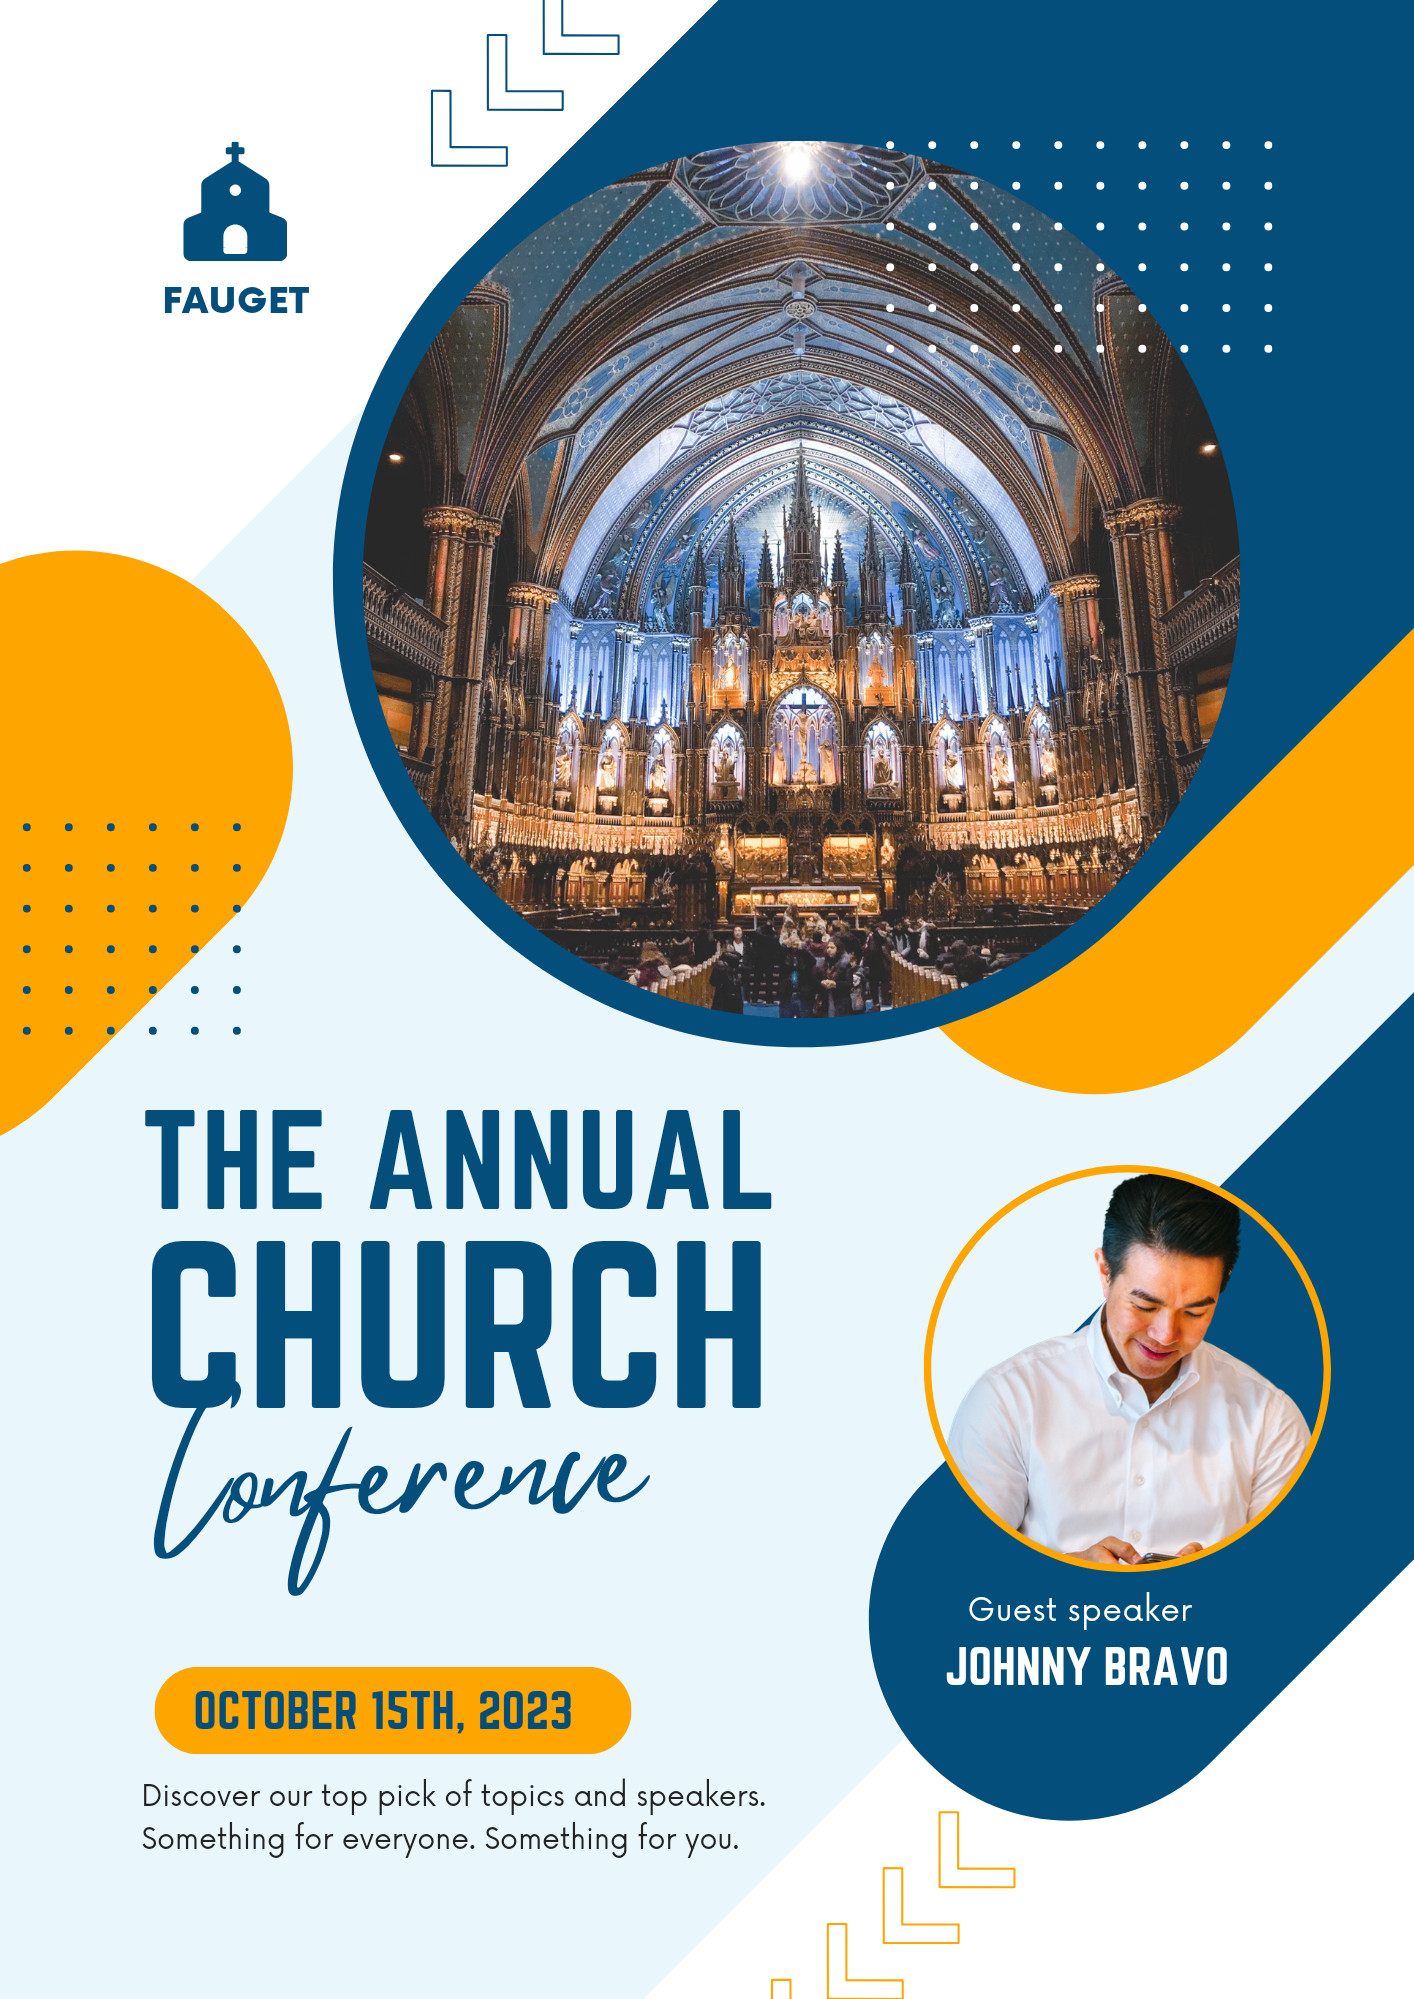 FAUGET
THE ANNUAL
CHURCH
Conference
Guest speaker
JOHNNY BRAVO
OCTOBER 15TH, 2023
Discover our top pick of topics and speakers.
Something for everyone. Something for you.